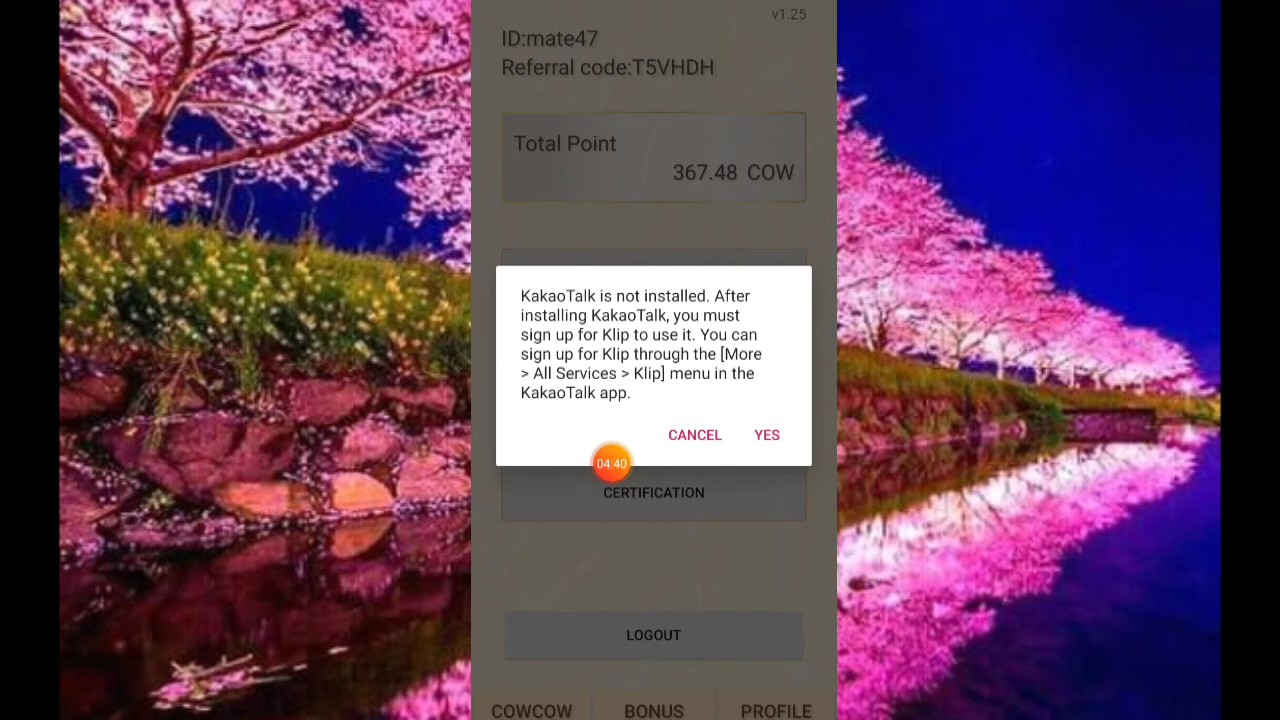 v1.25
ID:mate47
Referral code:T5VHDH
Total Point
367.48 COW
KakaoTalk is not installed. After
installing KakaoTalk, you must
sign up for Klip to use it. You can
sign up for Klip through the [More
> All Services > Klip] menu in the
KakaoTalk app.
CANCEL YES
04:40
CERTIFICATION
LOGOUT
COWCOW BONUS PROFILE